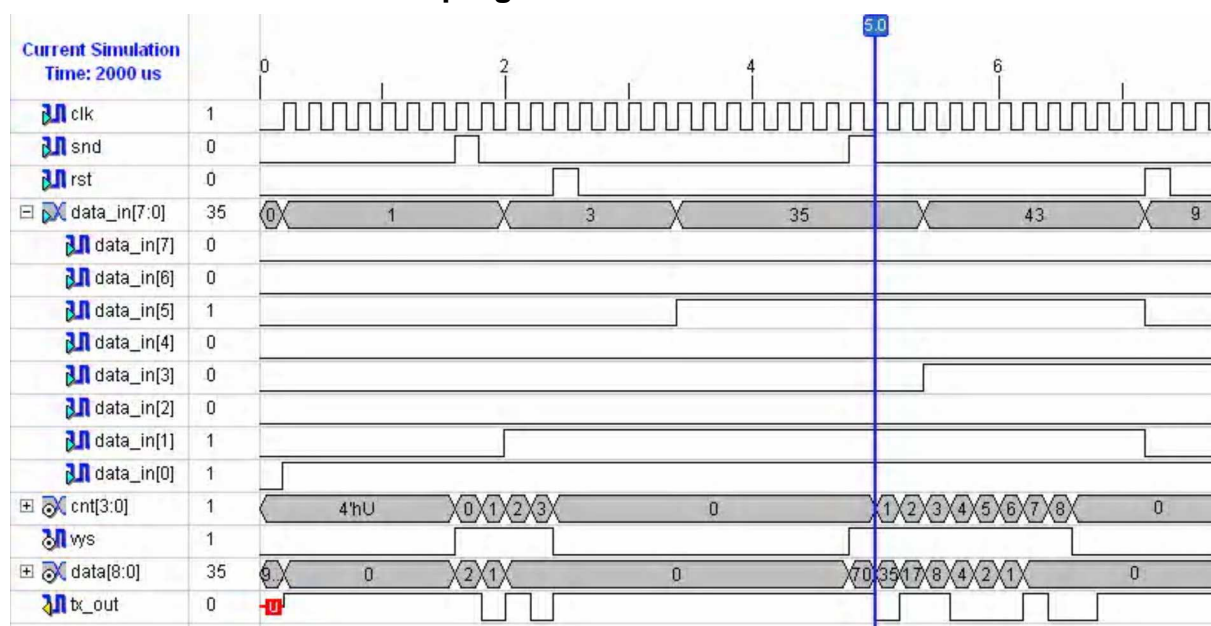 5.0
Current Simulation
Time: 2000 us
0 2 4 6
clk 1
snd 0
rst 0
data_in[7:0] 35 0 1 3 35 43 9
data_in[7] 0
data_in[6] 0
data_in[5] 1
data_in[4] 0
data_in[3] 0
data_in[2] 0
data_in[1] 1
data_in[0] 1
cnt[3:0] 1 4'hU 0 1 2 3 0 1 2 3 4 5 6 7 8 0
vys 1
data[8:0] 35 9... 0 2 1 0 70 35 17 8 4 2 1 0
tx_out 0 U